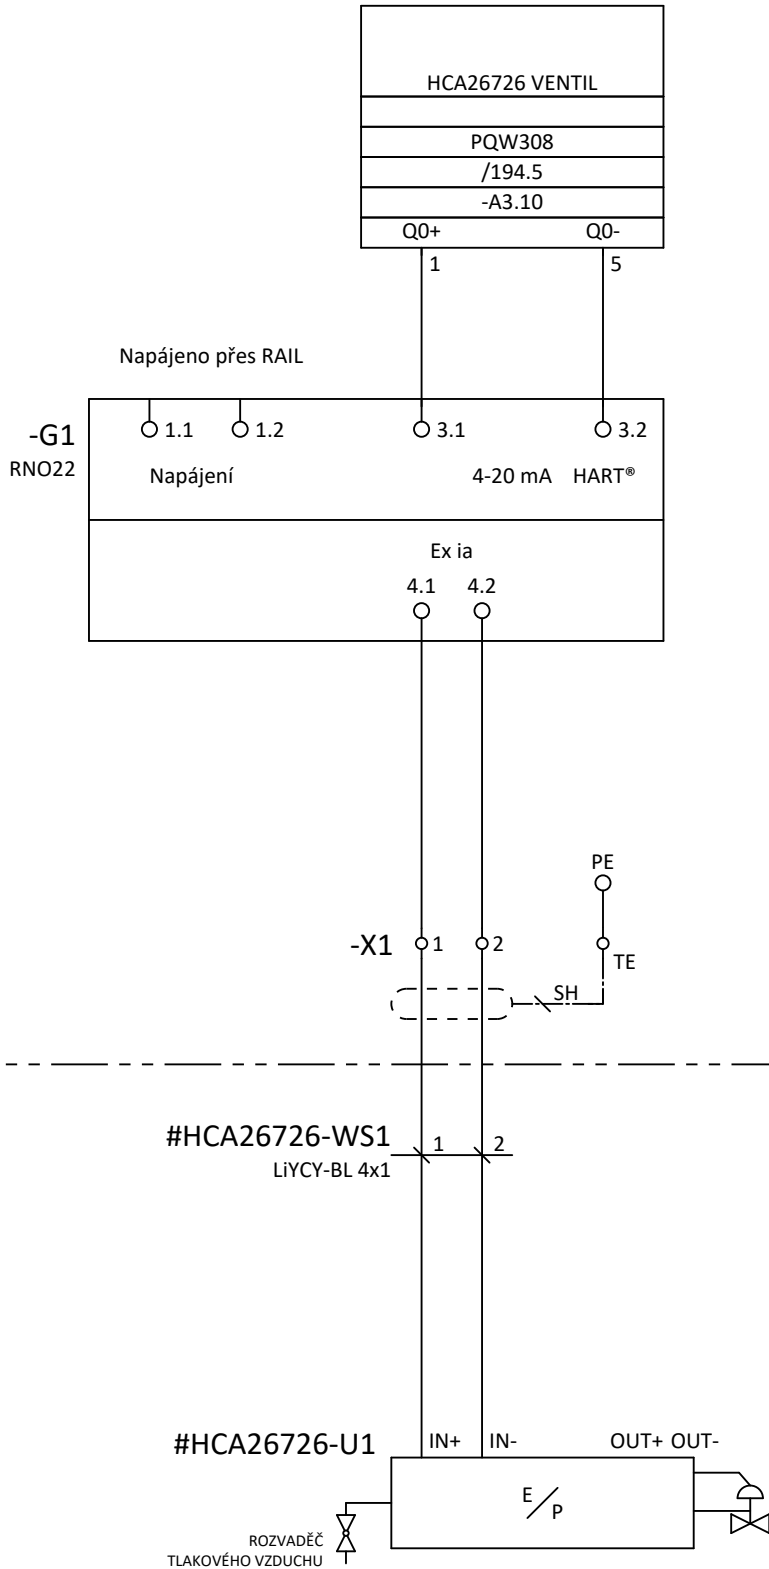 HCA26726 VENTIL
PQW308
/194.5
-A3.10
Q0+ Q0-
1 5
Napájeno přes RAIL
-G1
RNO22
1.1 1.2 3.1 3.2
Napájení 4-20 mA HART®
Ex ia
4.1 4.2
PE
-X1 1 2
TE
SH
#HCA26726-WS1 1 2
LiYCY-BL 4x1
#HCA26726-U1 IN+ IN- OUT+ OUT-
E
P
ROZVADĚČ
TLAKOVÉHO VZDUCHU